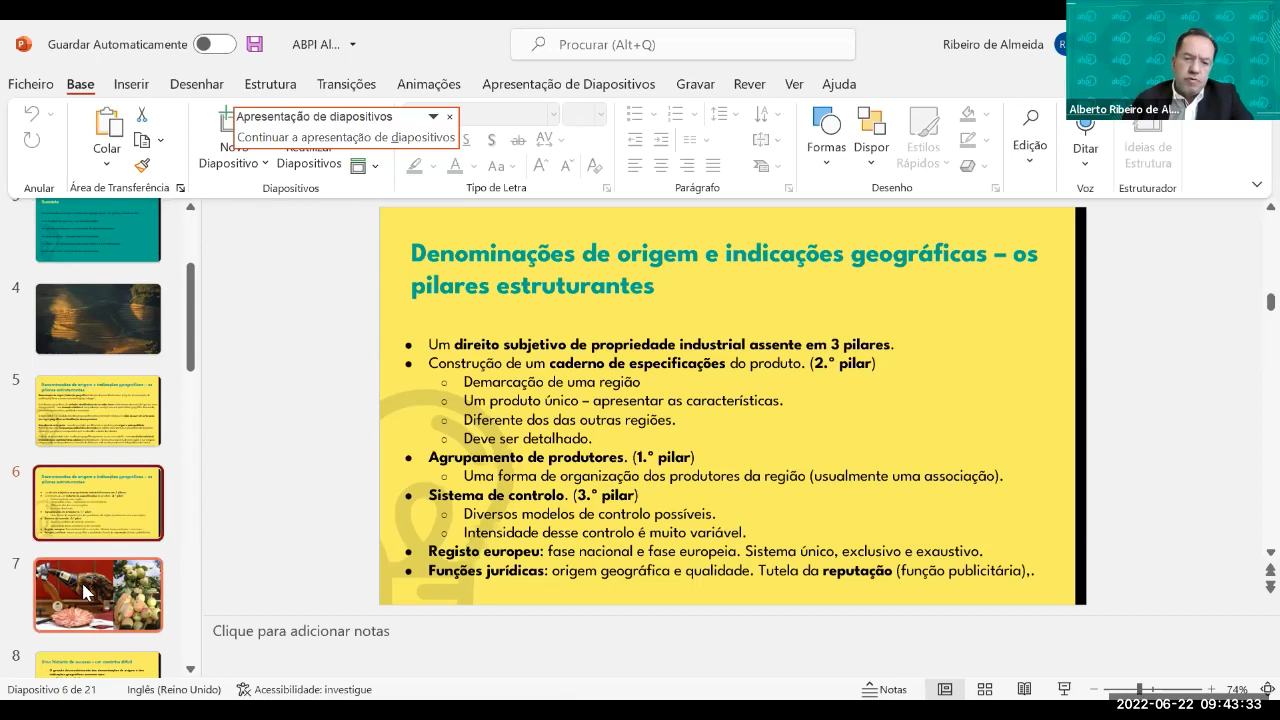 Guardar Automaticamente
ABPI Al...
Procurar (Alt+Q)
Ribeiro de Almeida
Ficheiro Base Inserir Desenhar Estrutura Transições Animações Apresentação de Diapositivos Gravar Rever Ver Ajuda
Apresentação de diapositivos
Continuar a apresentação de diapositivos
Alberto Ribeiro de Al...
Colar
Diapositivo
Diapositivos
Formas
Dispor
Estilos
Rápidos
Edição
Ditar
Ideias de
Estrutura
Anular
Área de Transferência
Diapositivos
Tipo de Letra
Parágrafo
Desenho
Voz
Estruturador
4
5
6
7
8
Denominações de origem e indicações geográficas – os
pilares estruturantes
● Um direito subjetivo de propriedade industrial assente em 3 pilares.
● Construção de um caderno de especificações do produto. (2.º pilar)
○ Demarcação de uma região
○ Um produto único – apresentar as características.
○ Diferente dos das outras regiões.
○ Deve ser detalhado.
● Agrupamento de produtores. (1.º pilar)
○ Uma forma de organização dos produtores da região (usualmente uma associação).
● Sistema de controlo. (3.º pilar)
○ Diversos modelos de controlo possíveis.
○ Intensidade desse controlo é muito variável.
● Registo europeu: fase nacional e fase europeia. Sistema único, exclusivo e exaustivo.
● Funções jurídicas: origem geográfica e qualidade. Tutela da reputação (função publicitária),.
Clique para adicionar notas
Diapositivo 6 de 21
Inglês (Reino Unido)
Acessibilidade: investigue
Notas
74%
2022-06-22 09:43:33